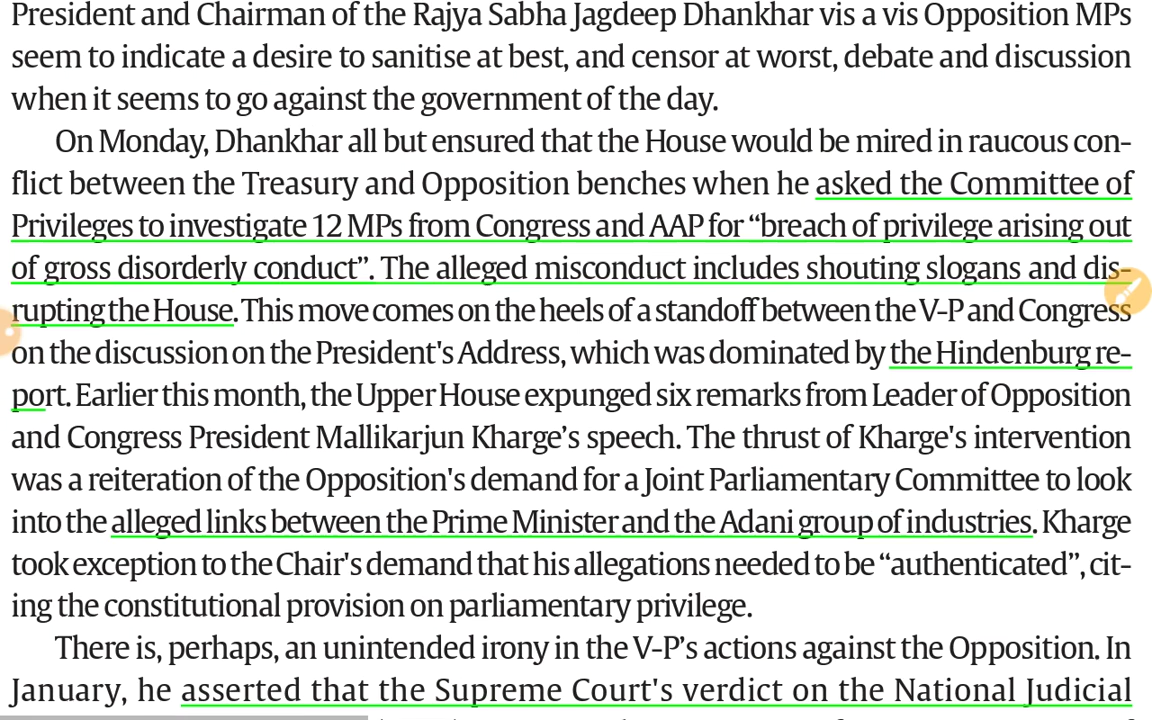 President and Chairman of the Rajya Sabha Jagdeep Dhankhar vis a vis Opposition MPs
seem to indicate a desire to sanitise at best, and censor at worst, debate and discussion
when it seems to go against the government of the day.
On Monday, Dhankhar all but ensured that the House would be mired in raucous con-
flict between the Treasury and Opposition benches when he asked the Committee of
Privileges to investigate 12 MPs from Congress and AAP for “breach of privilege arising out
of gross disorderly conduct”. The alleged misconduct includes shouting slogans and dis-
rupting the House. This move comes on the heels of a standoff between the V-P and Congress
on the discussion on the President's Address, which was dominated by the Hindenburg re-
port. Earlier this month, the Upper House expunged six remarks from Leader of Opposition
and Congress President Mallikarjun Kharge’s speech. The thrust of Kharge's intervention
was a reiteration of the Opposition's demand for a Joint Parliamentary Committee to look
into the alleged links between the Prime Minister and the Adani group of industries. Kharge
took exception to the Chair's demand that his allegations needed to be “authenticated”, cit-
ing the constitutional provision on parliamentary privilege.
There is, perhaps, an unintended irony in the V-P’s actions against the Opposition. In
January, he asserted that the Supreme Court's verdict on the National Judicial